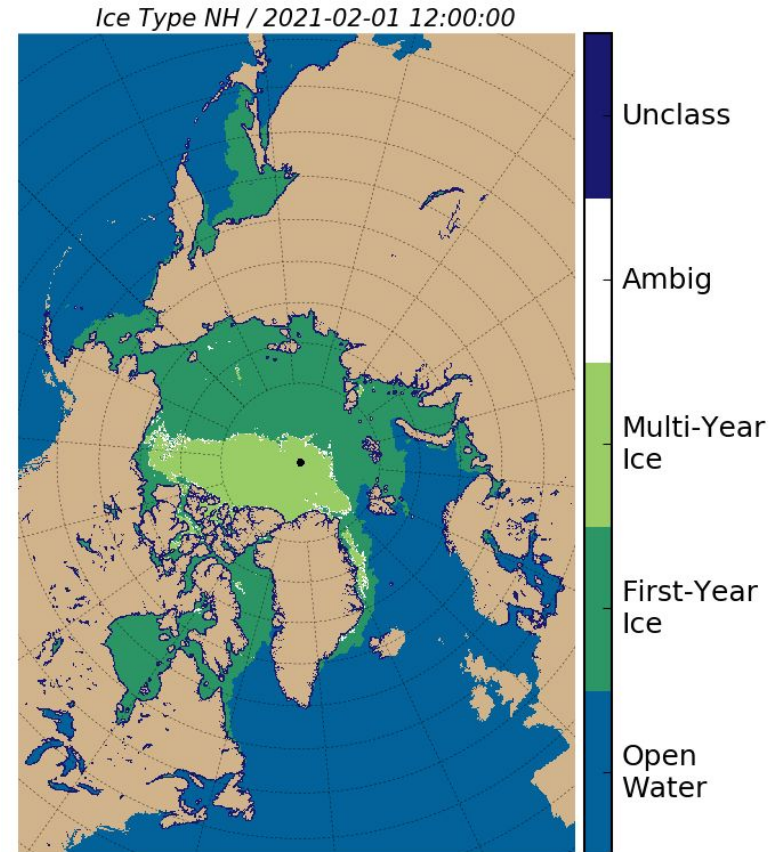 Ice Type NH / 2021-02-01 12:00:00
Unclass
Ambig
Multi-Year
Ice
First-Year
Ice
Open
Water